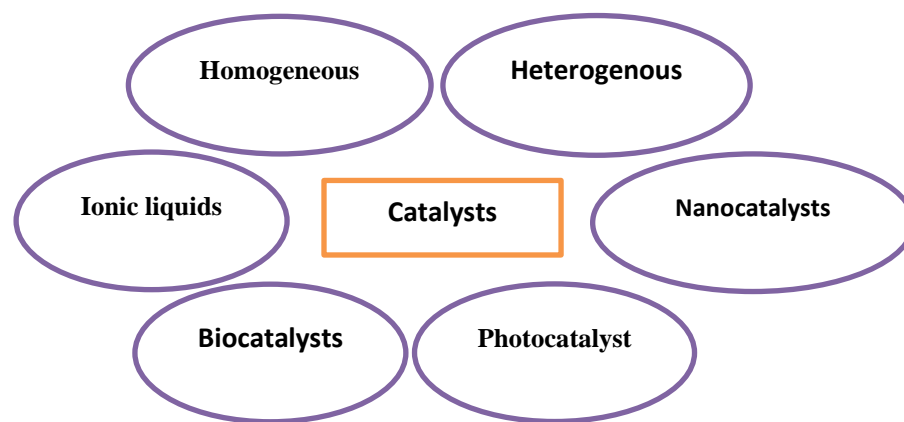 Homogeneous
Heterogenous
Ionic liquids
Catalysts
Nanocatalysts
Biocatalysts
Photocatalyst